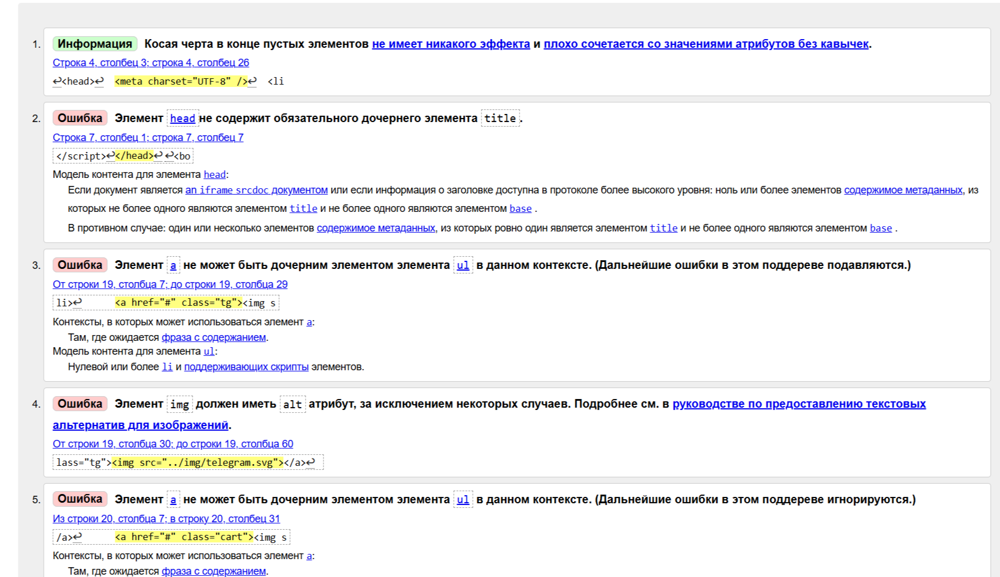 1. Информация Косая черта в конце пустых элементов не имеет никакого эффекта и плохо сочетается со значениями атрибутов без кавычек.
Строка 4, столбец 3; строка 4, столбец 26
↩<head>↩  <meta charset="UTF-8" />↩  <li
2. Ошибка Элемент head не содержит обязательного дочернего элемента title .
Строка 7, столбец 1; строка 7, столбец 7
</script>↩</head>↩ ↩<bo
Модель контента для элемента head:
Если документ является an iframe srcdoc документом или если информация о заголовке доступна в протоколе более высокого уровня: ноль или более элементов содержимое метаданных, из
которых не более одного являются элементом title и не более одного являются элементом base .
В противном случае: один или несколько элементов содержимое метаданных, из которых ровно один является элементом title и не более одного являются элементом base .
3. Ошибка Элемент a не может быть дочерним элементом элемента ul в данном контексте. (Дальнейшие ошибки в этом поддереве подавляются.)
От строки 19, столбца 7; до строки 19, столбца 29
li>↩      <a href="#" class="tg"><img s
Контексты, в которых может использоваться элемент a:
Там, где ожидается фраза с содержанием.
Модель контента для элемента ul:
Нулевой или более li и поддерживающих скрипты элементов.
4. Ошибка Элемент img должен иметь alt атрибут, за исключением некоторых случаев. Подробнее см. в руководстве по предоставлению текстовых
альтернатив для изображений.
От строки 19, столбца 30; до строки 19, столбца 60
lass="tg"><img src="../img/telegram.svg"></a>↩
5. Ошибка Элемент a не может быть дочерним элементом элемента ul в данном контексте. (Дальнейшие ошибки в этом поддереве игнорируются.)
Из строки 20, столбца 7; в строку 20, столбец 31
/a>↩      <a href="#" class="cart"><img s
Контексты, в которых может использоваться элемент a:
Там, где ожидается фраза с содержанием.